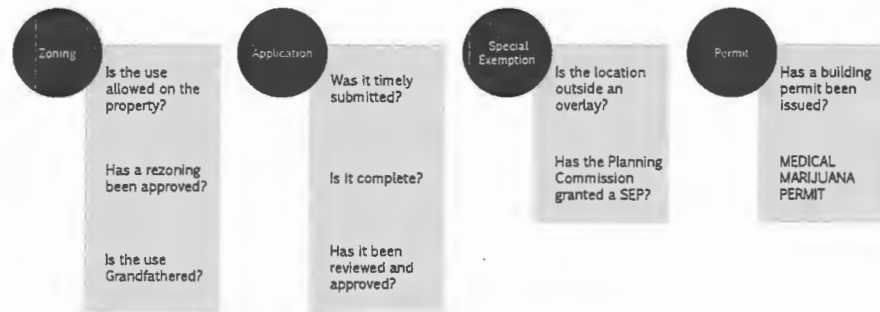 Zoning
Is the use
allowed on the
property?
Has a rezoning
been approved?
Is the use
Grandfathered?
Application
Was it timely
submitted?
Is it complete?
Has it been
reviewed and
approved?
Special
Exemption
Is the location
outside an
overlay?
Has the Planning
Commission
granted a SEP?
Permit
Has a building
permit been
issued?
MEDICAL
MARIJUANA
PERMIT